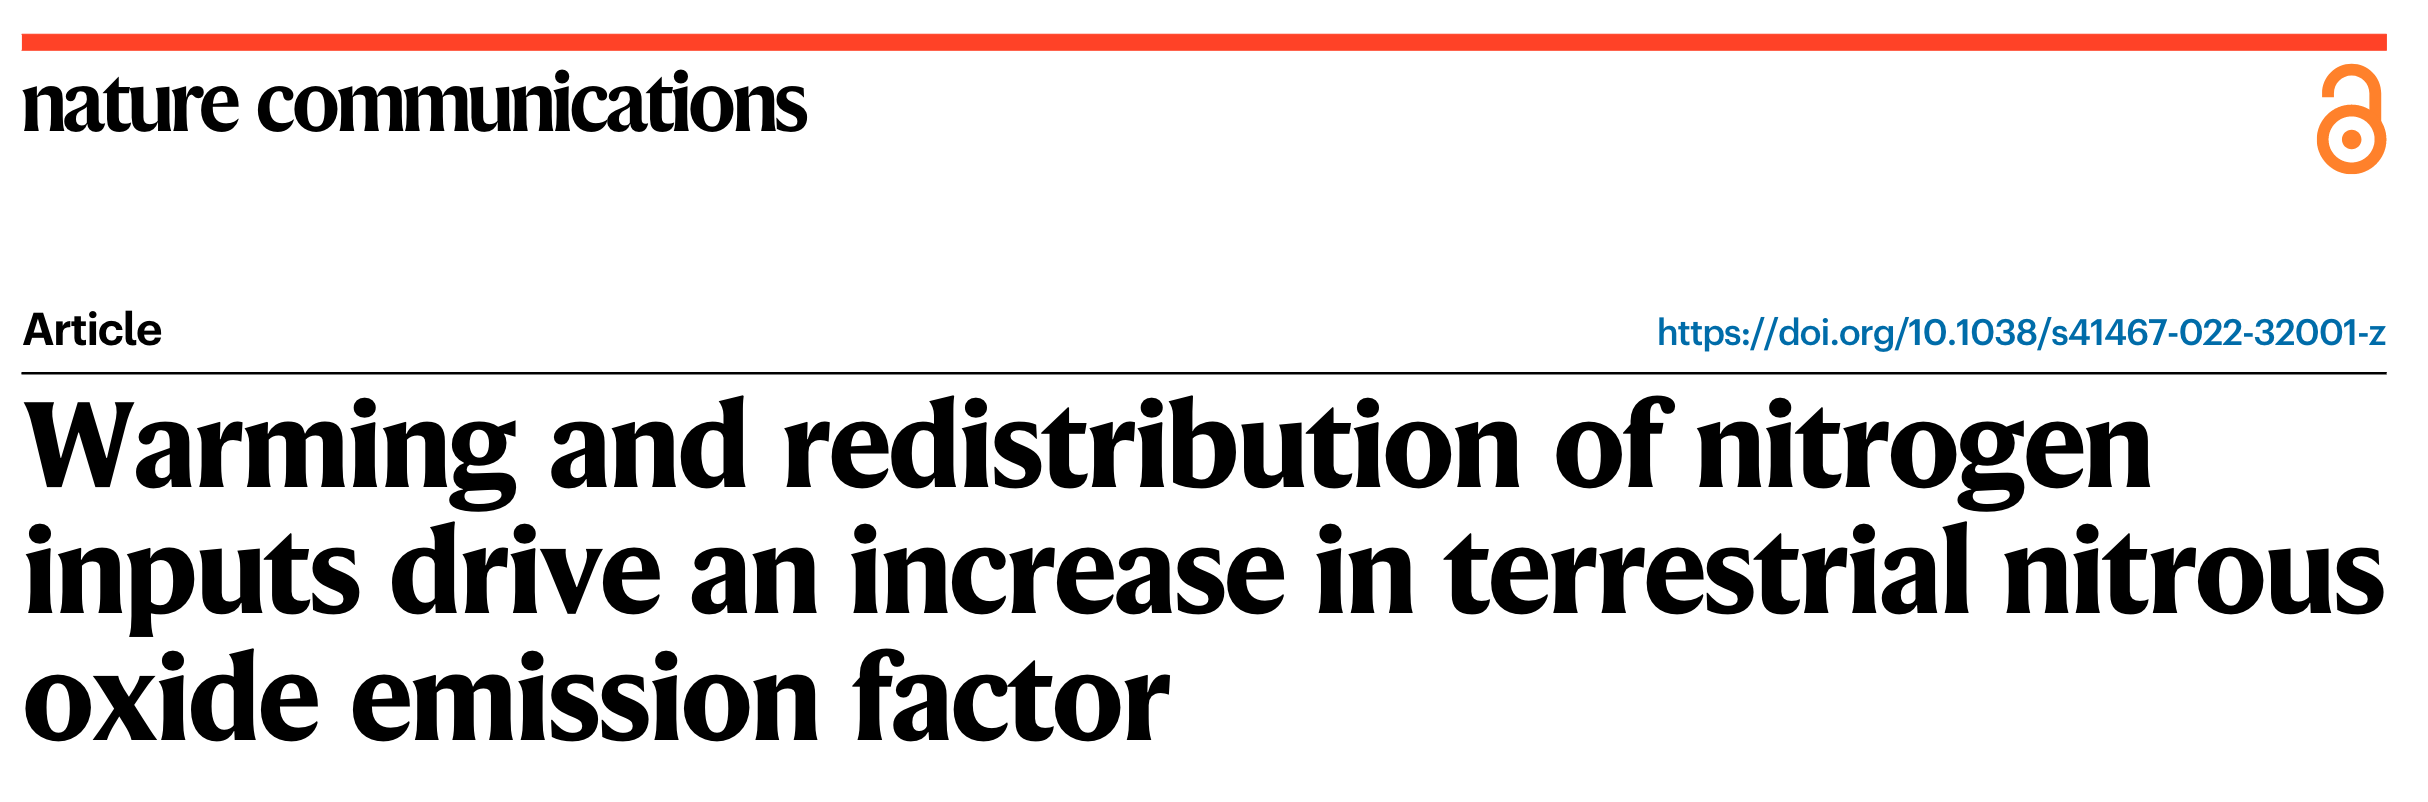 nature communications
Article
https://doi.org/10.1038/s41467-022-32001-z
Warming and redistribution of nitrogen
inputs drive an increase in terrestrial nitrous
oxide emission factor